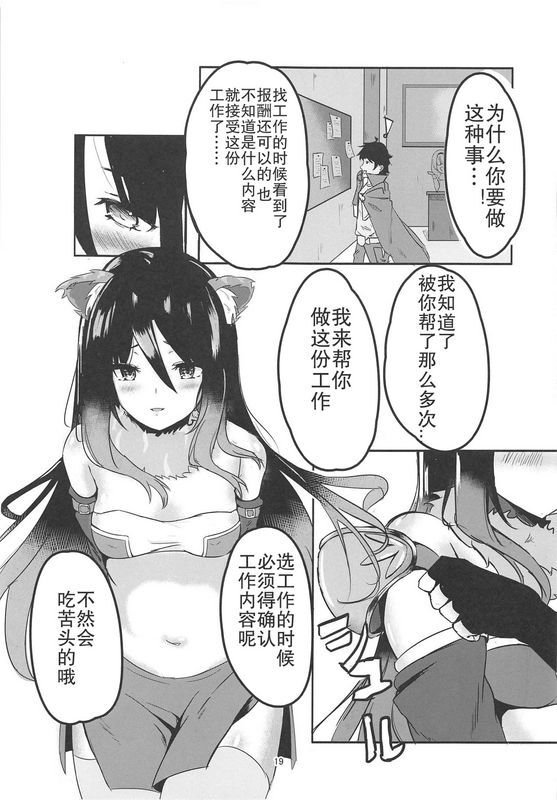 为什么你要做
这种事…!
找工作的时候看到了
报酬还可以的 也
不知道是什么内容
就接受这份
工作了……
我知道了
被你帮了那么多次…
我来帮你
做这份工作
选工作的时候
必须得确认
工作内容呢
不然会
吃苦头的哦
シュル
19